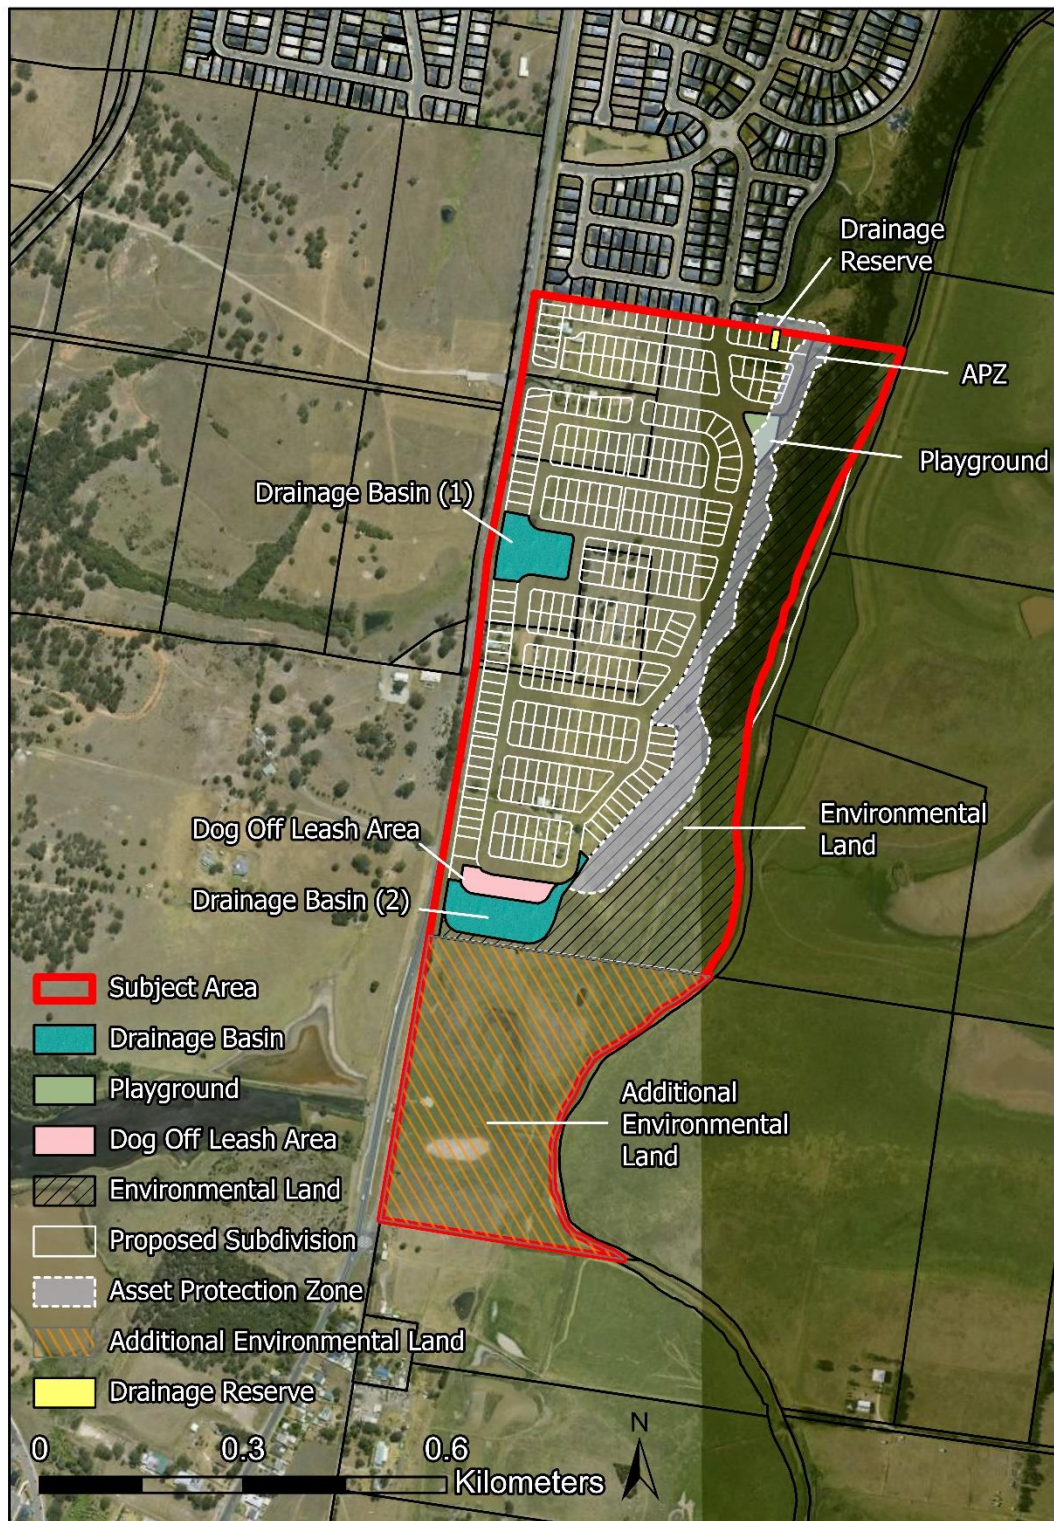 Drainage
Reserve
APZ
Playground
Drainage Basin (1)
Environmental
Land
Dog Off Leash Area
Drainage Basin (2)
Additional
Environmental
Land
Subject Area
Drainage Basin
Playground
Dog Off Leash Area
Environmental Land
Proposed Subdivision
Asset Protection Zone
Additional Environmental Land
Drainage Reserve
N
0 0.3 0.6
Kilometers